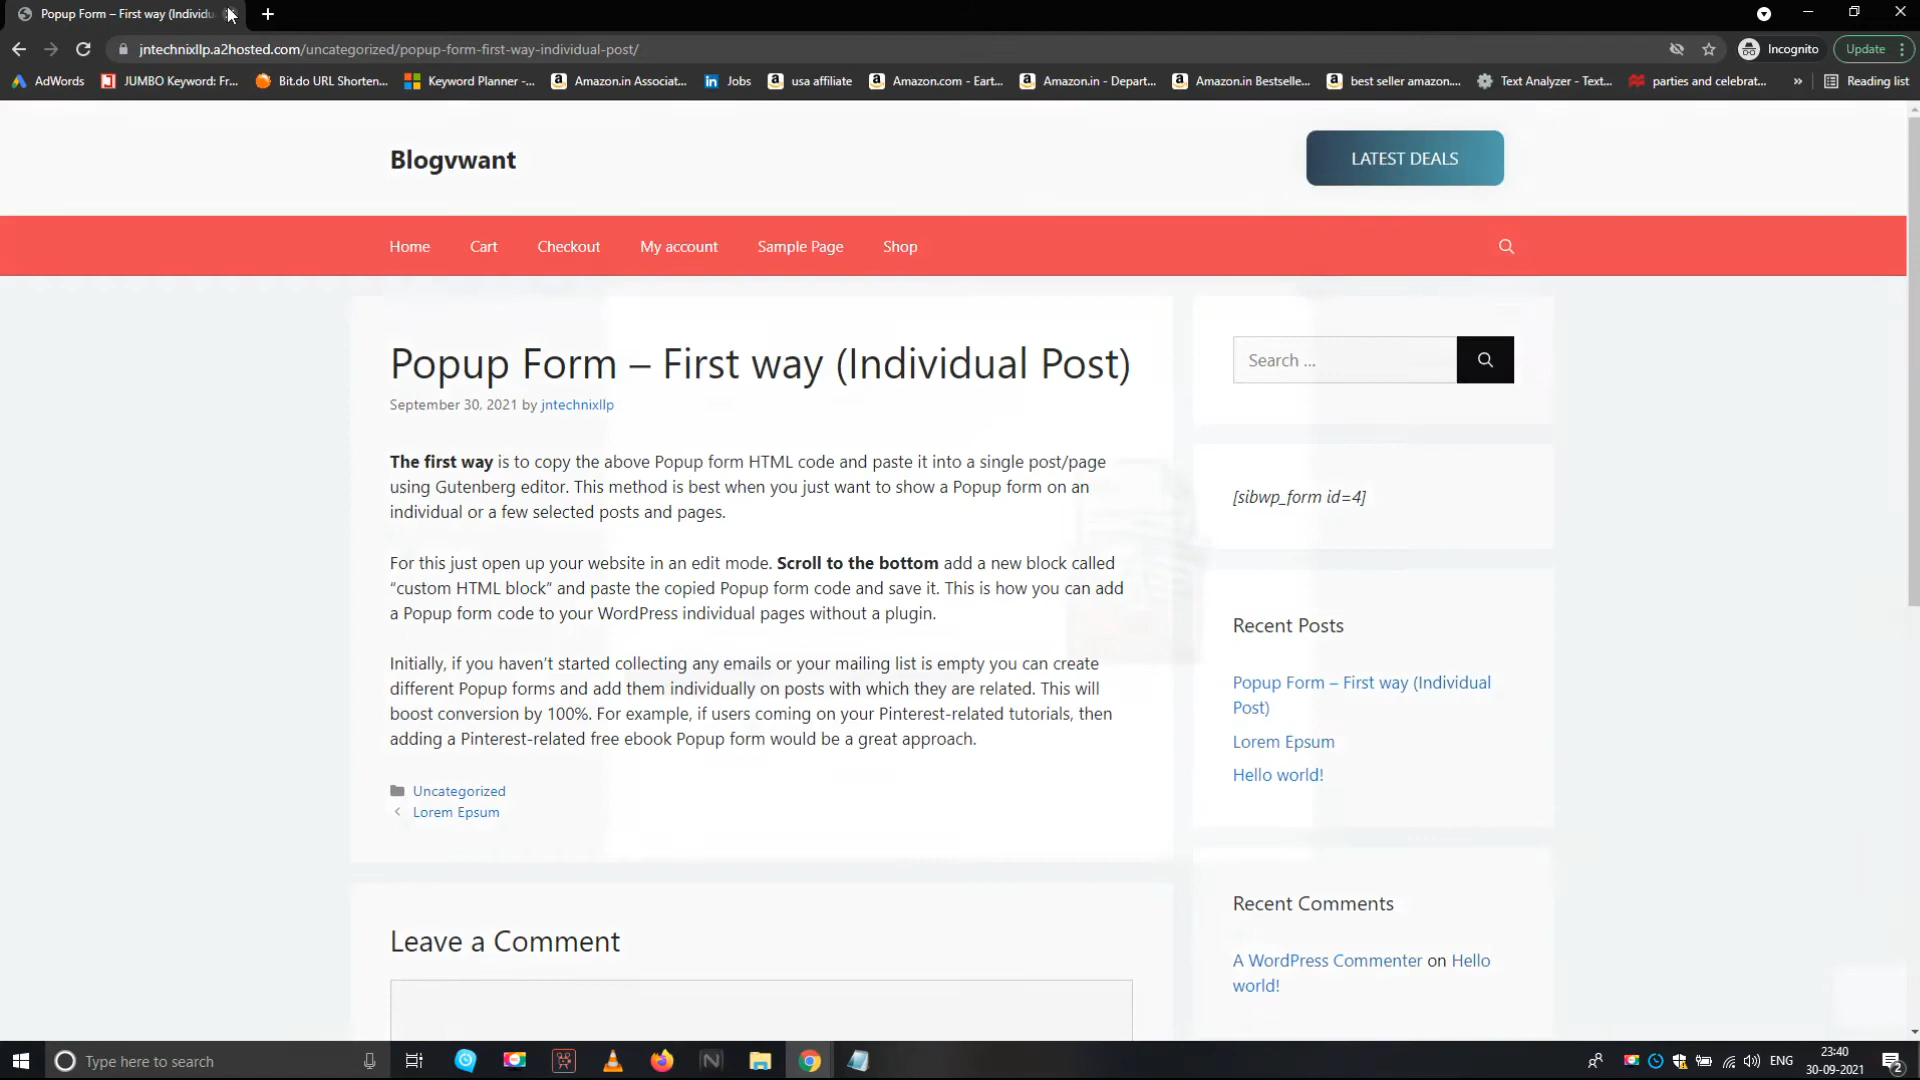 Popup Form – First way (Individu
jntechnixllp.a2hosted.com/uncategorized/popup-form-first-way-individual-post/
Incognito
Update
AdWords
JUMBO Keyword: Fr...
Bit.do URL Shorten...
Keyword Planner -...
Amazon.in Associat...
Jobs
usa affiliate
Amazon.com - Eart...
Amazon.in - Depart...
Amazon.in Bestselle...
best seller amazon....
Text Analyzer - Text...
parties and celebrat...
»
Reading list
Blogvwant
LATEST DEALS
Home
Cart
Checkout
My account
Sample Page
Shop
Popup Form – First way (Individual Post)
September 30, 2021 by jntechnixllp
The first way is to copy the above Popup form HTML code and paste it into a single post/page
using Gutenberg editor. This method is best when you just want to show a Popup form on an
individual or a few selected posts and pages.
For this just open up your website in an edit mode. Scroll to the bottom add a new block called
“custom HTML block” and paste the copied Popup form code and save it. This is how you can add
a Popup form code to your WordPress individual pages without a plugin.
Initially, if you haven’t started collecting any emails or your mailing list is empty you can create
different Popup forms and add them individually on posts with which they are related. This will
boost conversion by 100%. For example, if users coming on your Pinterest-related tutorials, then
adding a Pinterest-related free ebook Popup form would be a great approach.
Uncategorized
Lorem Epsum
Leave a Comment
Search ...
[sibwp_form id=4]
Recent Posts
Popup Form – First way (Individual
Post)
Lorem Epsum
Hello world!
Recent Comments
A WordPress Commenter on Hello
world!
Type here to search
ENG
23:40
30-09-2021
2